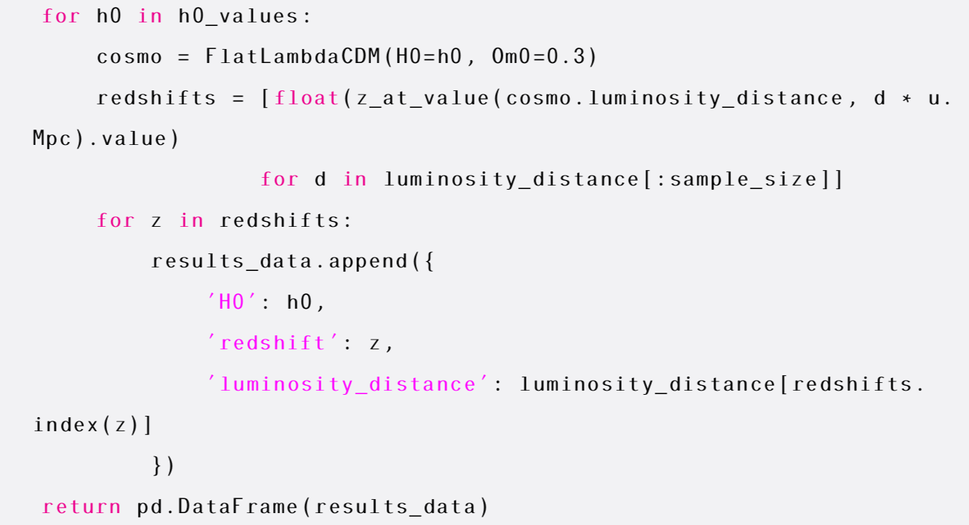 for h0 in h0_values:
cosmo = FlatLambdaCDM(H0=h0, Om0=0.3)
redshifts = [float(z_at_value(cosmo.luminosity_distance, d * u.
Mpc).value)
for d in luminosity_distance[:sample_size]]
for z in redshifts:
results_data.append({
'H0': h0,
'redshift': z,
'luminosity_distance': luminosity_distance[redshifts.
index(z)]
})
return pd.DataFrame(results_data)